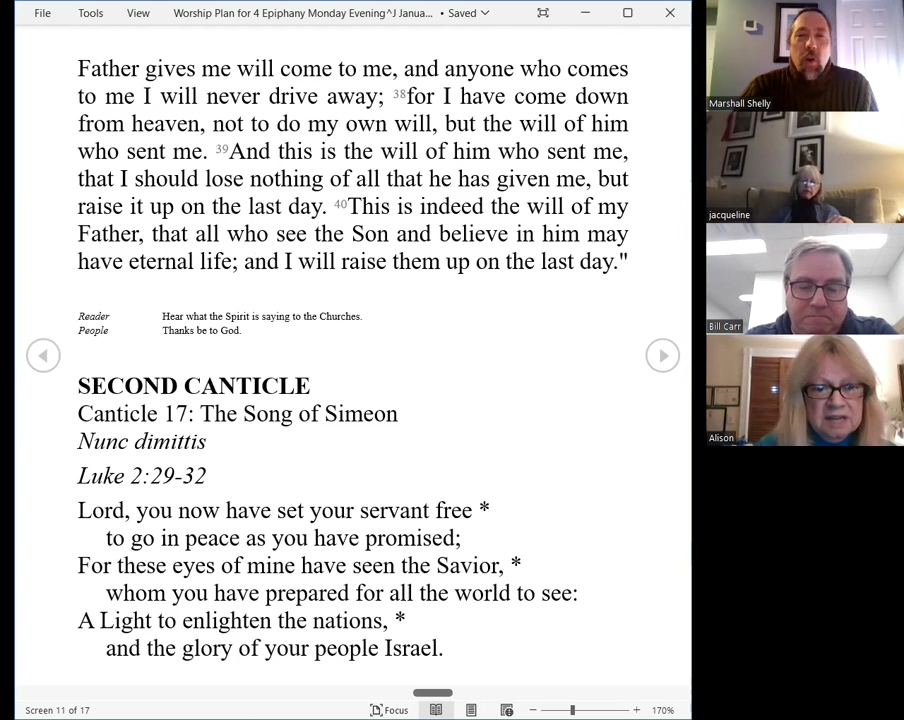 File Tools View Worship Plan for 4 Epiphany Monday Evening^J Janua... • Saved
Father gives me will come to me, and anyone who comes
to me I will never drive away; 38for I have come down
from heaven, not to do my own will, but the will of him
who sent me. 39And this is the will of him who sent me,
that I should lose nothing of all that he has given me, but
raise it up on the last day. 40This is indeed the will of my
Father, that all who see the Son and believe in him may
have eternal life; and I will raise them up on the last day."
Reader Hear what the Spirit is saying to the Churches.
People Thanks be to God.
SECOND CANTICLE
Canticle 17: The Song of Simeon
Nunc dimittis
Luke 2:29-32
Lord, you now have set your servant free *
to go in peace as you have promised;
For these eyes of mine have seen the Savior, *
whom you have prepared for all the world to see:
A Light to enlighten the nations, *
and the glory of your people Israel.
Screen 11 of 17 Focus 170%
Marshall Shelly
jacqueline
Bill Carr
Alison